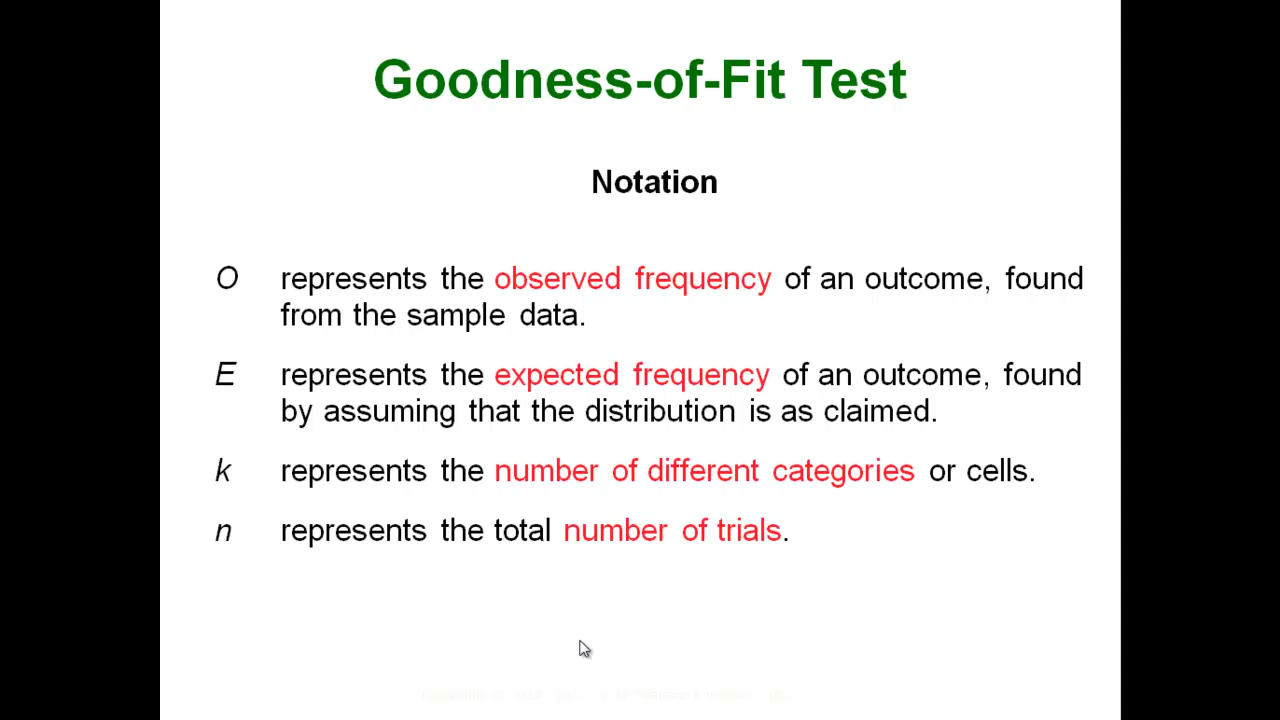 Goodness-of-Fit Test
Notation
O represents the observed frequency of an outcome, found
from the sample data.
E represents the expected frequency of an outcome, found
by assuming that the distribution is as claimed.
k represents the number of different categories or cells.
n represents the total number of trials.